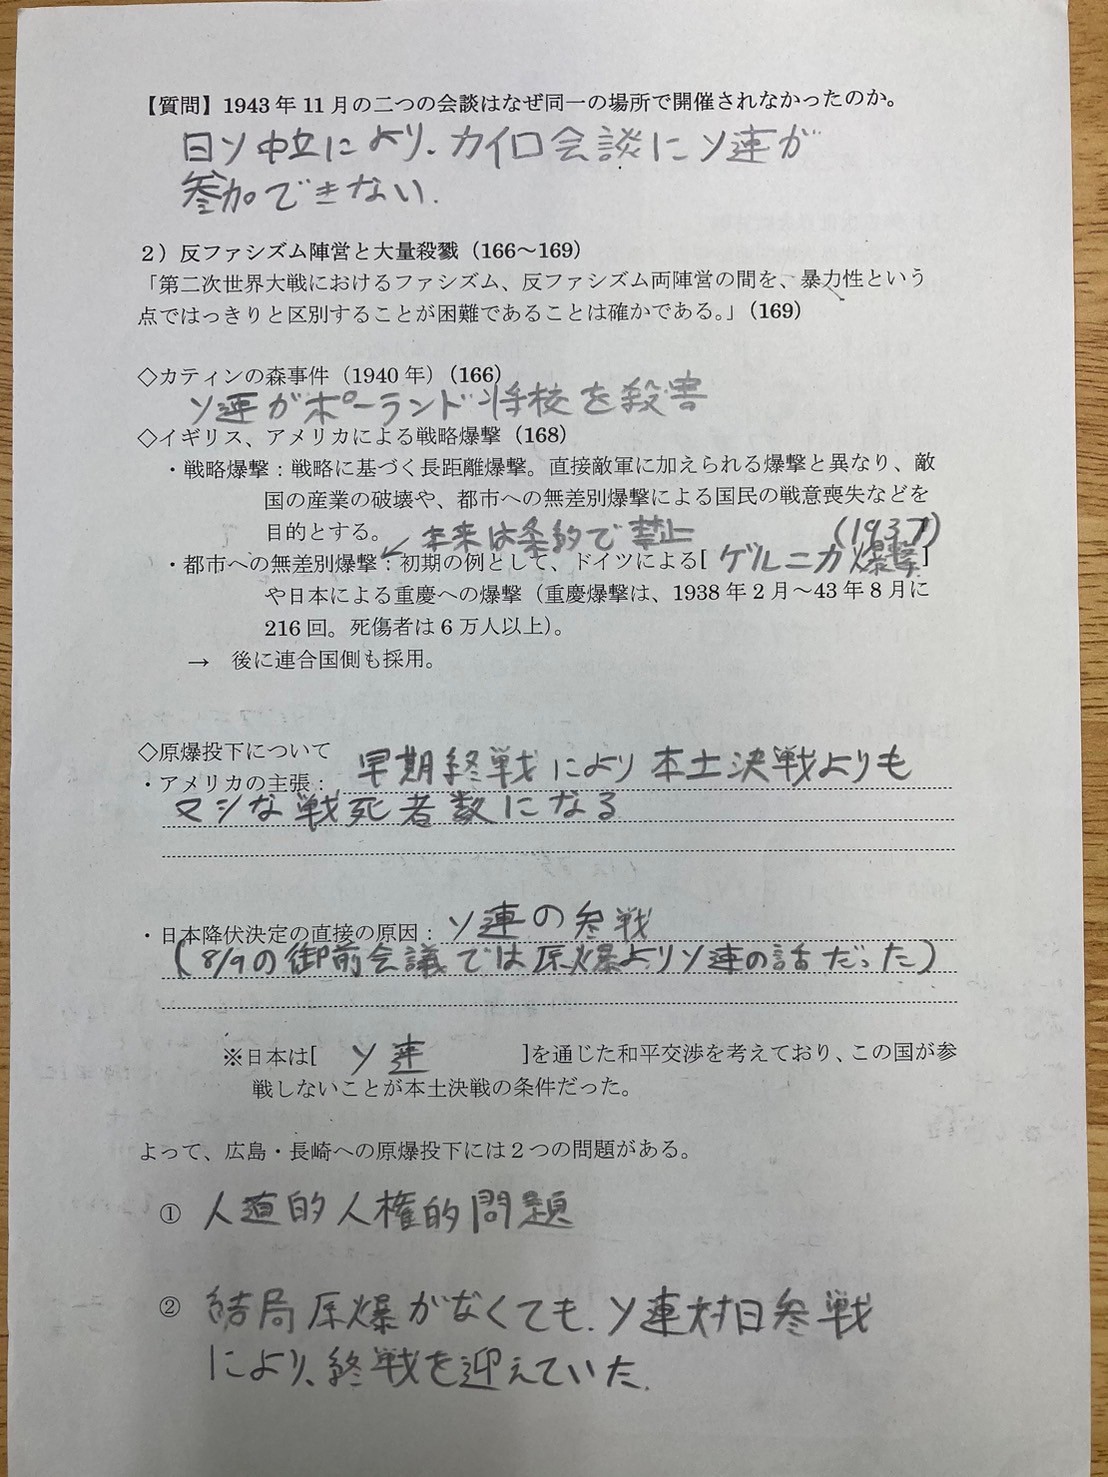 【質問】1943年11月の二つの会談はなぜ同一の場所で開催されなかったのか。
日ソ中立により、カイロ会談にソ連が
参加できない.
2）反ファシズム陣営と大量殺戮（166～169）
「第二次世界大戦におけるファシズム、反ファシズム両陣営の間を、暴力性という
点ではっきりと区別することが困難であることは確かである。」（169）
◇カティンの森事件（1940年）（166）
ソ連がポーランド将校を殺害
◇イギリス、アメリカによる戦略爆撃（168）
・戦略爆撃：戦略に基づく長距離爆撃。直接敵軍に加えられる爆撃と異なり、敵
国の産業の破壊や、都市への無差別爆撃による国民の戦意喪失などを
目的とする。 ↙ 本来は条約で禁止 (1937)
・都市への無差別爆撃：初期の例として、ドイツによる[ ゲルニカ爆撃 ]
や日本による重慶への爆撃（重慶爆撃は、1938年2月～43年8月に
216回。死傷者は6万人以上）。
→ 後に連合国側も採用。
◇原爆投下について
・アメリカの主張： 早期終戦により本土決戦よりも
マシな戦死者数になる
・日本降伏決定の直接の原因： ソ連の参戦
(8/9の御前会議では原爆よりソ連の話だった)
※日本は[ ソ連 ]を通じた和平交渉を考えており、この国が参
戦しないことが本土決戦の条件だった。
よって、広島・長崎への原爆投下には2つの問題がある。
① 人道的人権的問題
② 結局原爆がなくても、ソ連対日参戦
により、終戦を迎えていた.